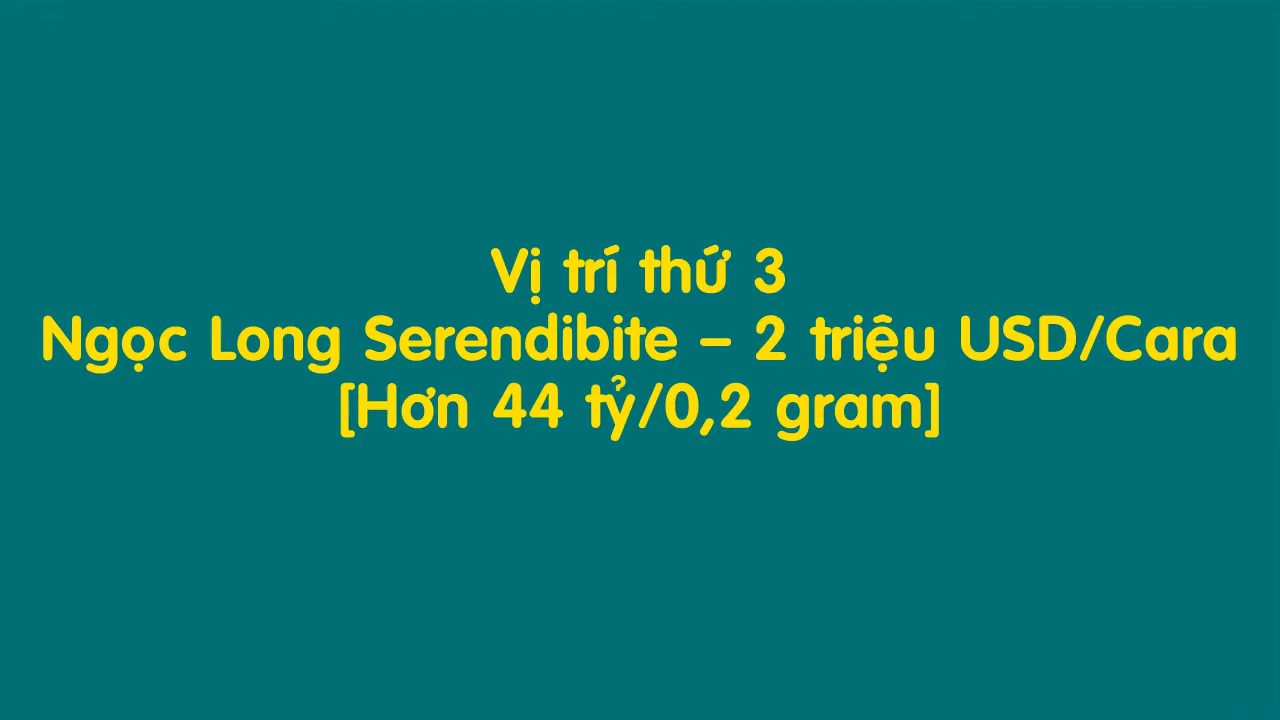 Vị trí thứ 3
Ngọc Long Serendibite – 2 triệu USD/Cara
[Hơn 44 tỷ/0,2 gram]